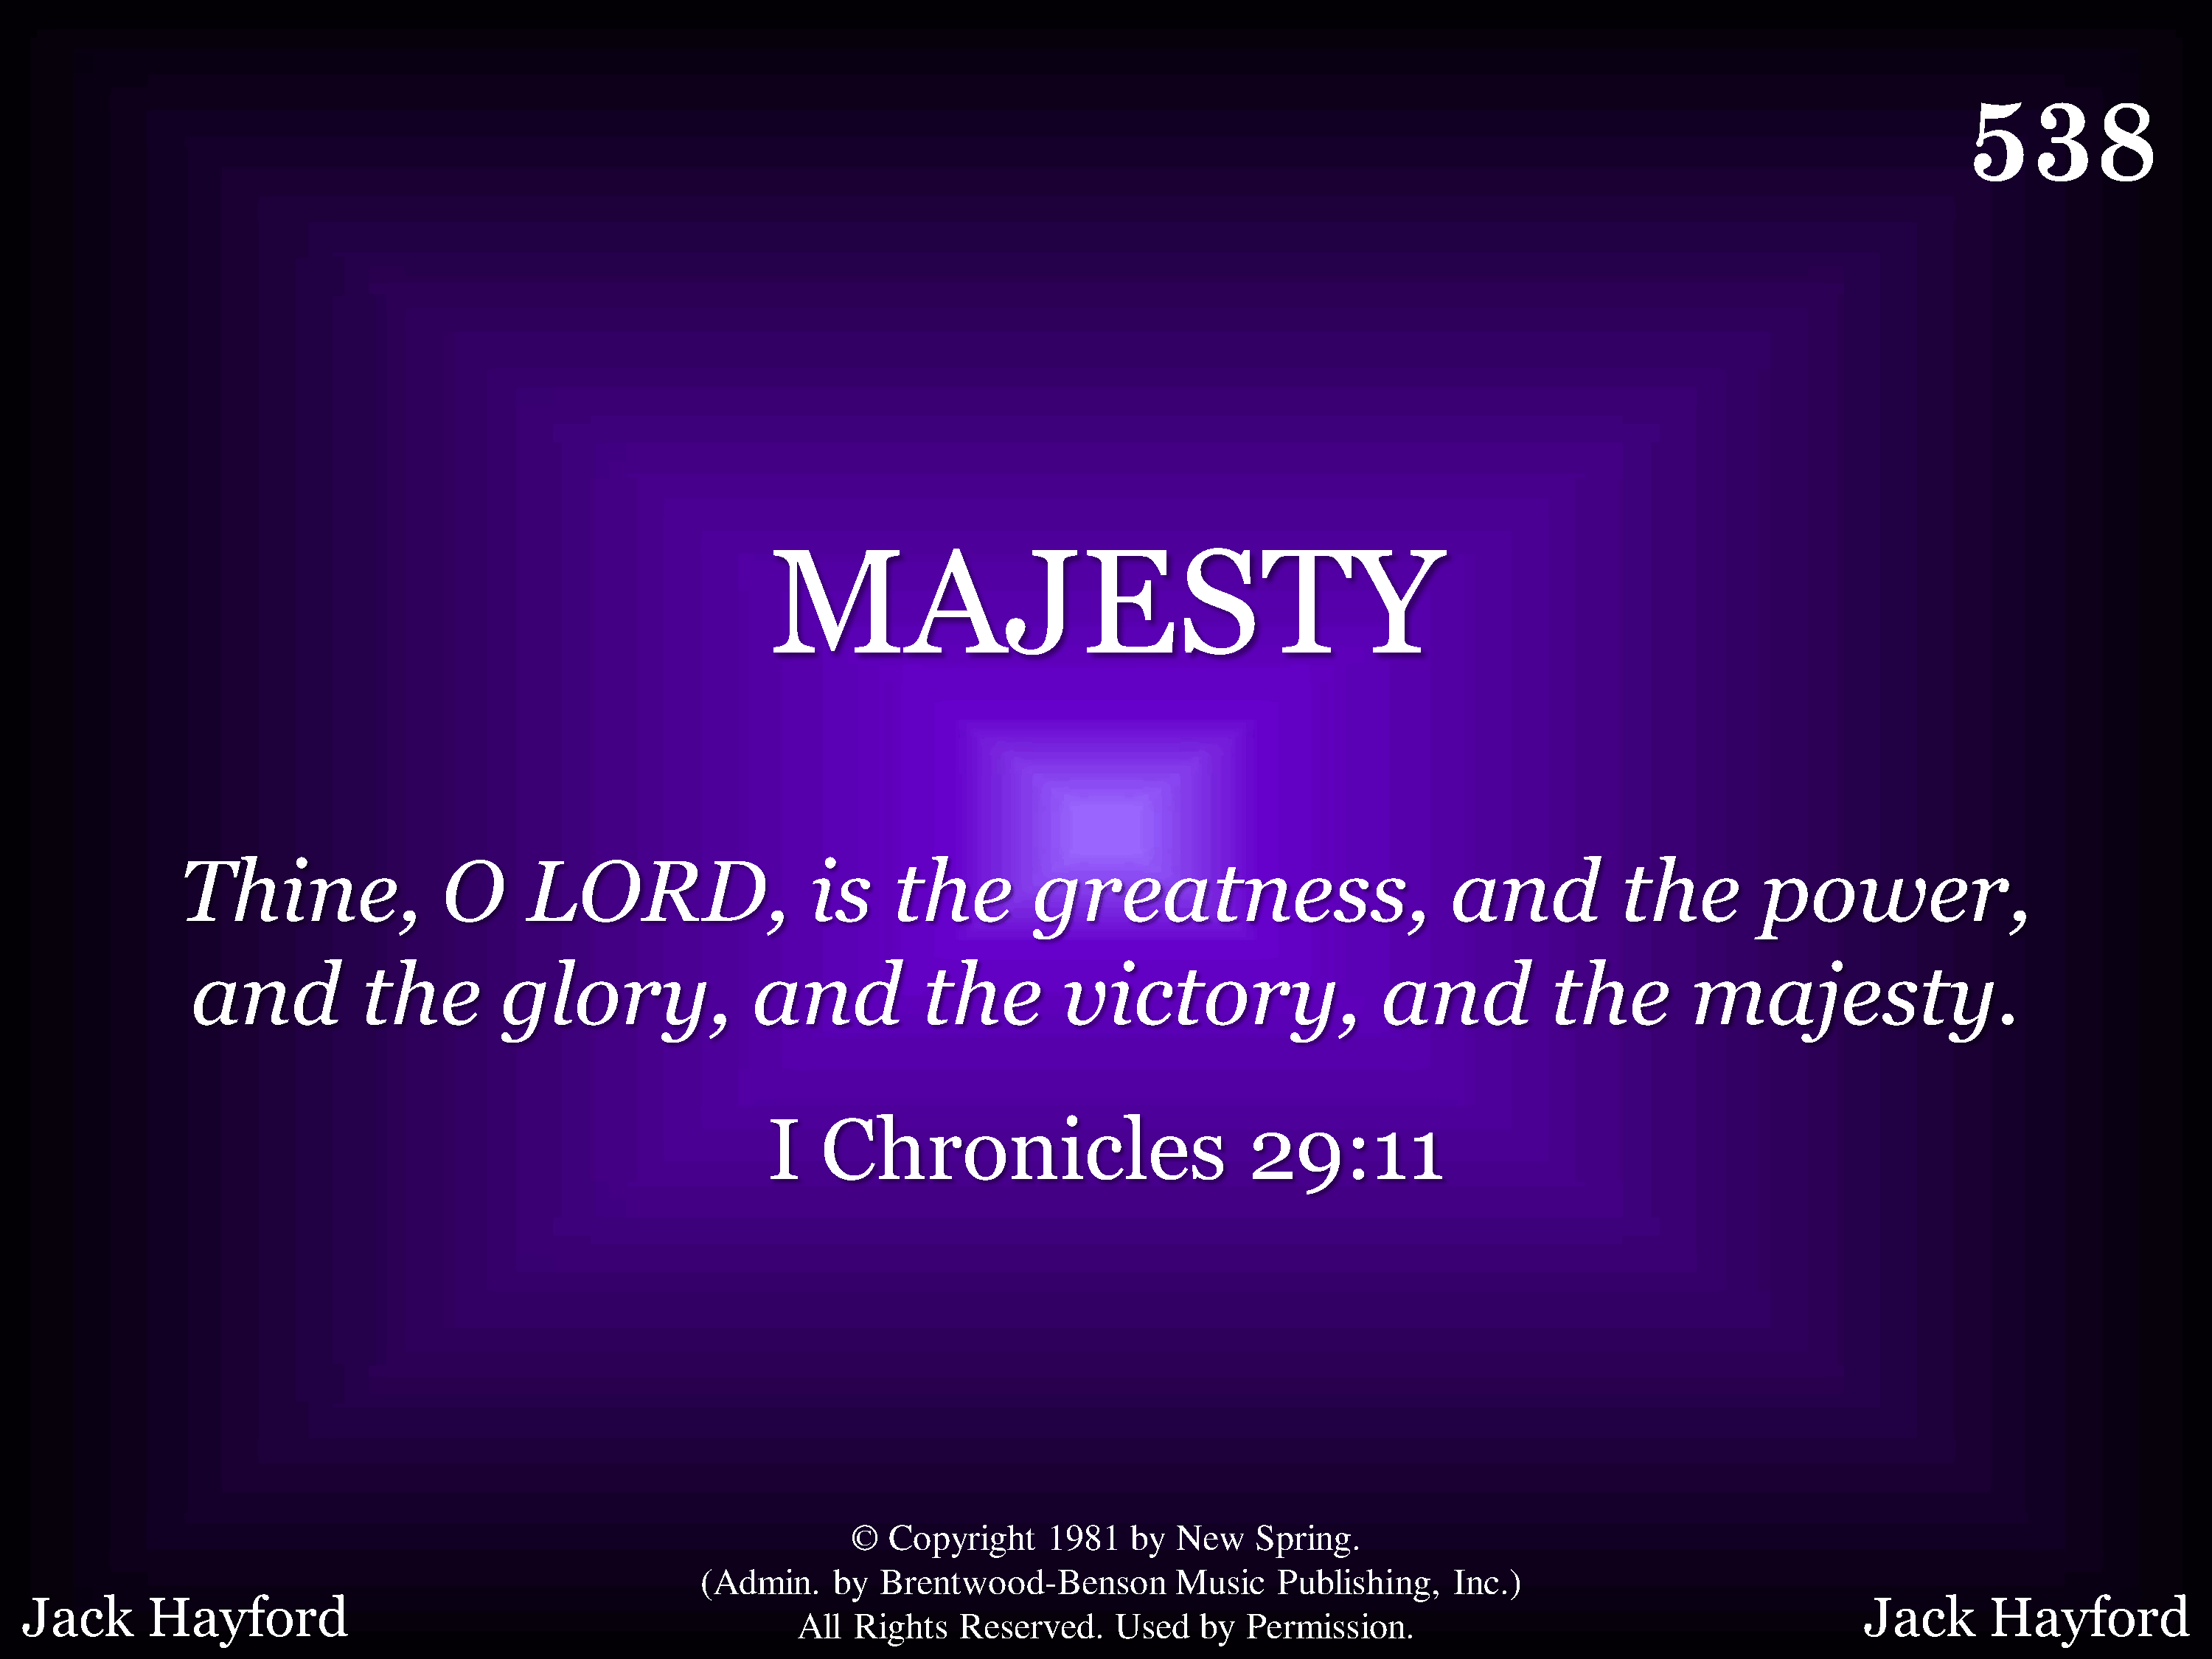 538
MAJESTY
Thine, O LORD, is the greatness, and the power,
and the glory, and the victory, and the majesty.
I Chronicles 29:11
© Copyright 1981 by New Spring.
(Admin. by Brentwood-Benson Music Publishing, Inc.)
All Rights Reserved. Used by Permission.
Jack Hayford
Jack Hayford